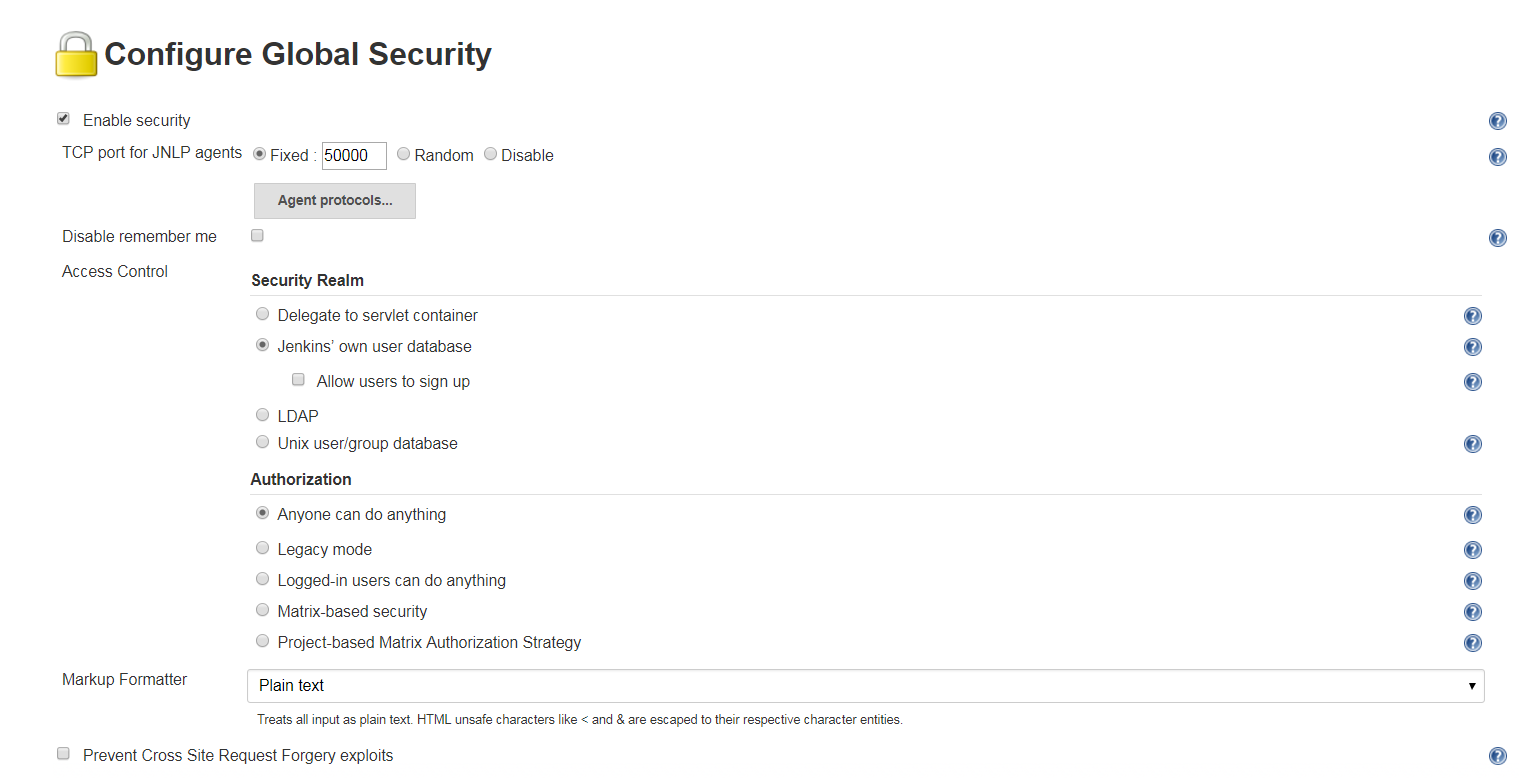 Configure Global Security
Enable security
TCP port for JNLP agents Fixed : 50000 Random Disable
Agent protocols...
Disable remember me
Access Control
Security Realm
Delegate to servlet container
Jenkins’ own user database
Allow users to sign up
LDAP
Unix user/group database
Authorization
Anyone can do anything
Legacy mode
Logged-in users can do anything
Matrix-based security
Project-based Matrix Authorization Strategy
Markup Formatter Plain text
Treats all input as plain text. HTML unsafe characters like < and & are escaped to their respective character entities.
Prevent Cross Site Request Forgery exploits